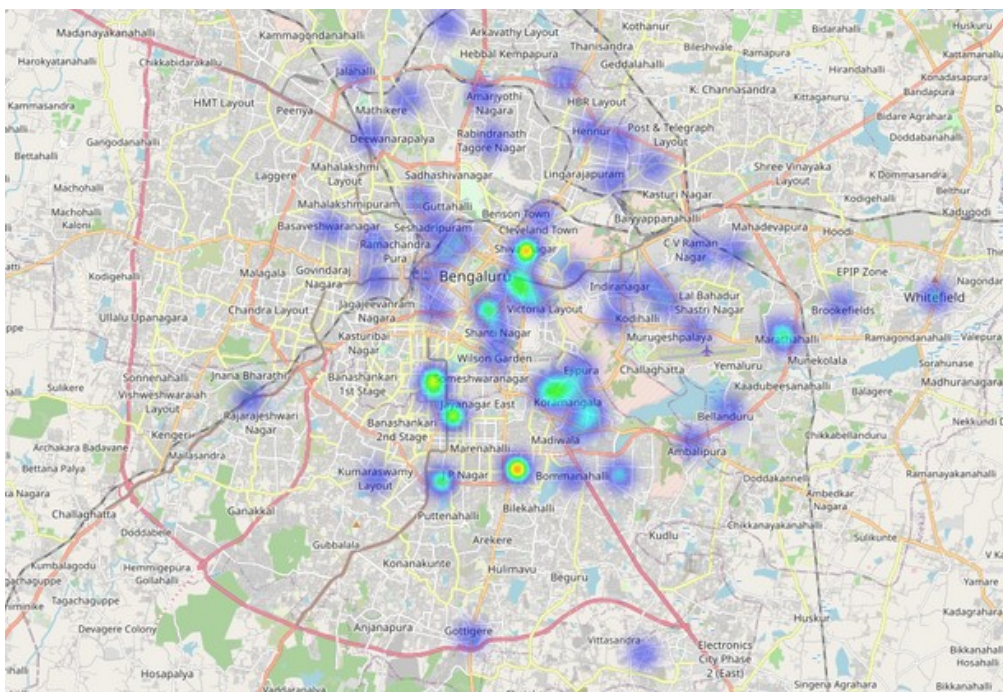 Madanayakanahalli
Kammagondanahalli
Arkavathy Layout
Kothanur
Bidarahalli
Huskuru
Harokyatanahalli
Chikkabidarakallu
Hebbal Kempapura
Thanisandra
Bileshivale
Ramapura
Kattamanallu
Geddalahalli
Hirandahalli
Konadasapura
Jalahalli
K. Channasandra
Kittaganuru
Bandapura
Kammasandra
HMT Layout
Peenya
Mathikere
Amarjyothi
Nagara
HBR Layout
Bidare Agrahara
Gangodanahalli
Deewanarapalya
Rabindranath
Tagore Nagar
Hennur
Post & Telegraph
Layout
Doddabanahalli
Bettahalli
Mahalakshmi
Layout
Laggere
Sadhashivanagar
Lingarajapuram
Shree Vinayaka
Layout
K Dommasandra
Machohalli
Kasturi Nagar
Belthur
Mahalakshmipuram
Guttahalli
Kodigehalli
Machohalli
Kaloni
Benson Town
Baiyyappanahalli
Kadugodi
Basaveshwaranagar
Seshadripuram
Cleveland Town
Mahadevapura
Hoodi
Ramachandra
Pura
C V Raman
Nagar
Kodigehalli
Malagala
Govindaraj
Nagara
Bengaluru
EPIP Zone
Indiranagar
Nagondanahalli
Chandra Layout
Jagajeevanram
Nagara
Victoria Layout
Lal Bahadur
Shastri Nagar
Whitefield
Ullalu Upanagara
Kodihalli
Brookefields
Kasturibai
Nagar
Shanti Nagar
Murugeshpalaya
Marathahalli
Ramagondanahalli
Valepura
Wilson Garden
Munekolala
Sonnenahalli
Jnana Bharathi
Banashankari
1st Stage
Someshwaranagar
Ejipura
Challaghatta
Yemaluru
Sorahunase
Sulikere
Vishweshwaraiah
Layout
Kaadubeesanahalli
Balagere
Madhuranagara
Rajarajeshwari
Nagar
Jayanagar East
Koramangala
Bellanduru
Nekkundi
Kengeri
Banashankari
2nd Stage
Madiwala
Chikkabellanduru
Archakara Badavane
Mailasandra
Marenahalli
Ambalipura
Bettana Palya
Kumaraswamy
Layout
P Nagar
Bommanahalli
Doddakannelli
Ramanayakanahalli
Nagara
Challaghatta
Ganakkal
Puttenahalli
Bilekahalli
Ambedkar
Nagara
Doddabele
Gubbalala
Arekere
Kudlu
Chikkanayakanahalli
Sulikunte
Kumbalagodu
Hemmigepura
Gollahalli
Konanakunte
Hulimavu
Beguru
Yamare
Tagachaguppe
Kadagrahara
Devagere Colony
Anjanapura
Gottigere
Vittasandra
Electronics
City Phase
2 (East)
Huskur
Bikkanahalli
Hosapalya
Singena Agrahara